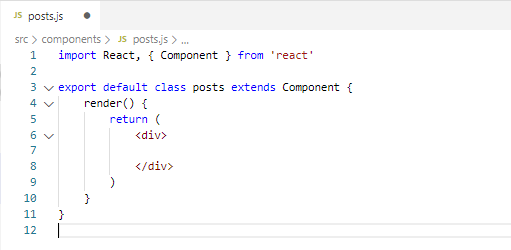 JS posts.js ●
src > components > JS posts.js > ...
1 import React, { Component } from 'react'
2
3 export default class posts extends Component {
4 render() {
5 return (
6 <div>
7
8 </div>
9 )
10 }
11 }
12